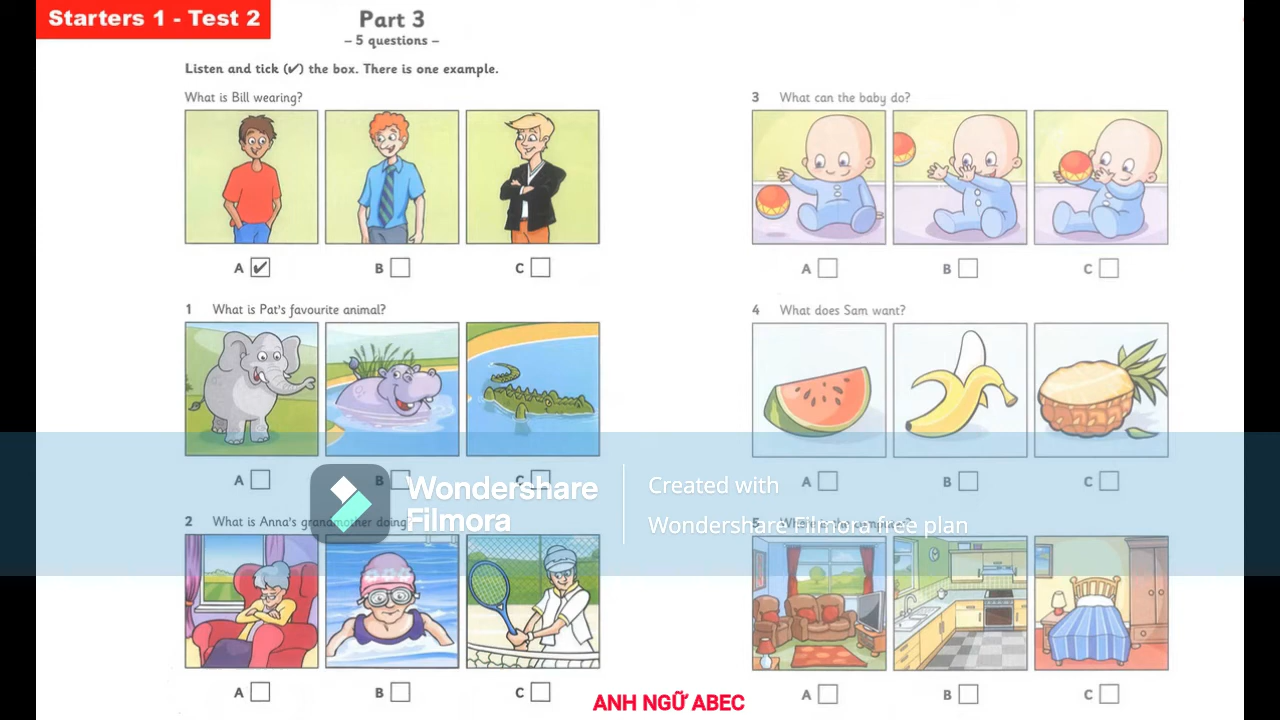 Starters 1 - Test 2
Part 3
– 5 questions –
Listen and tick (✔) the box. There is one example.
What is Bill wearing?
A ✔ B C
1 What is Pat's favourite animal?
A B C
2 What is Anna's grandmother doing?
A B C
3 What can the baby do?
A B C
4 What does Sam want?
A B C
5
A B C
Wondershare
Filmora
Created with
Wondershare Filmora free plan
ANH NGỮ ABEC